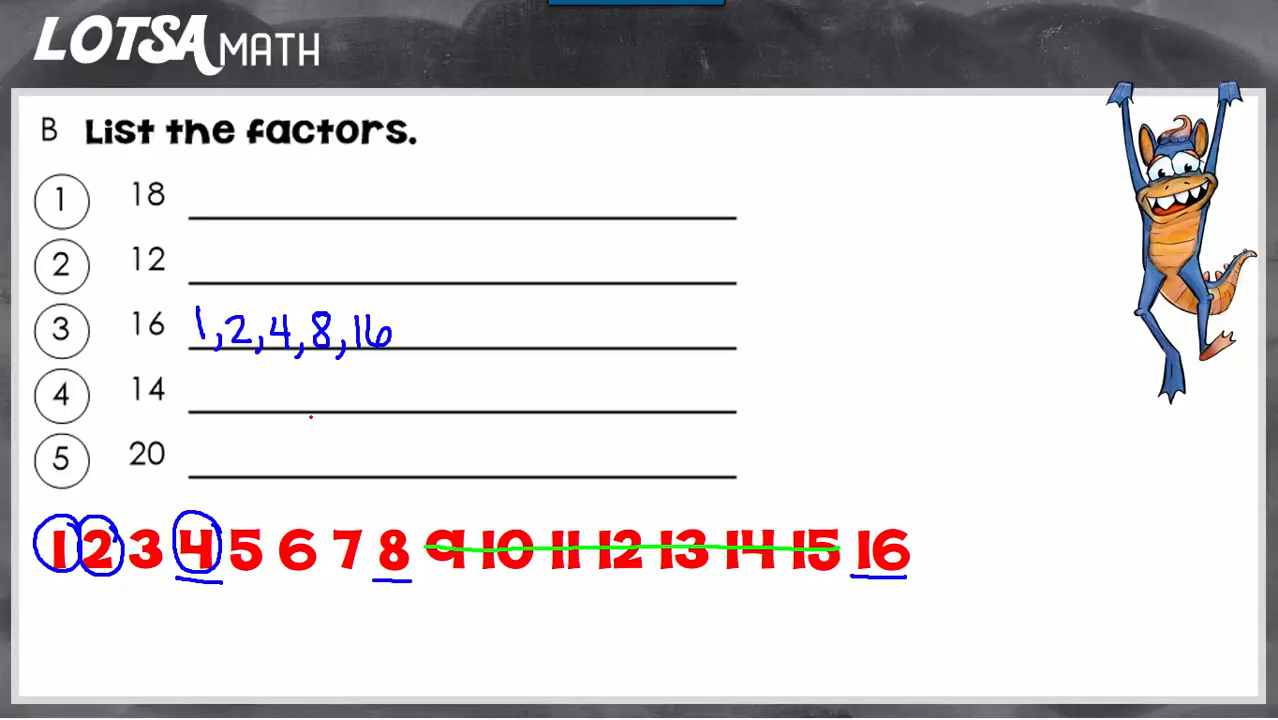 LOTSA MATH
B List the factors.
1 18
2 12
3 16 1,2,4,8,16
4 14
5 20
1 2 3 4 5 6 7 8 9 10 11 12 13 14 15 16